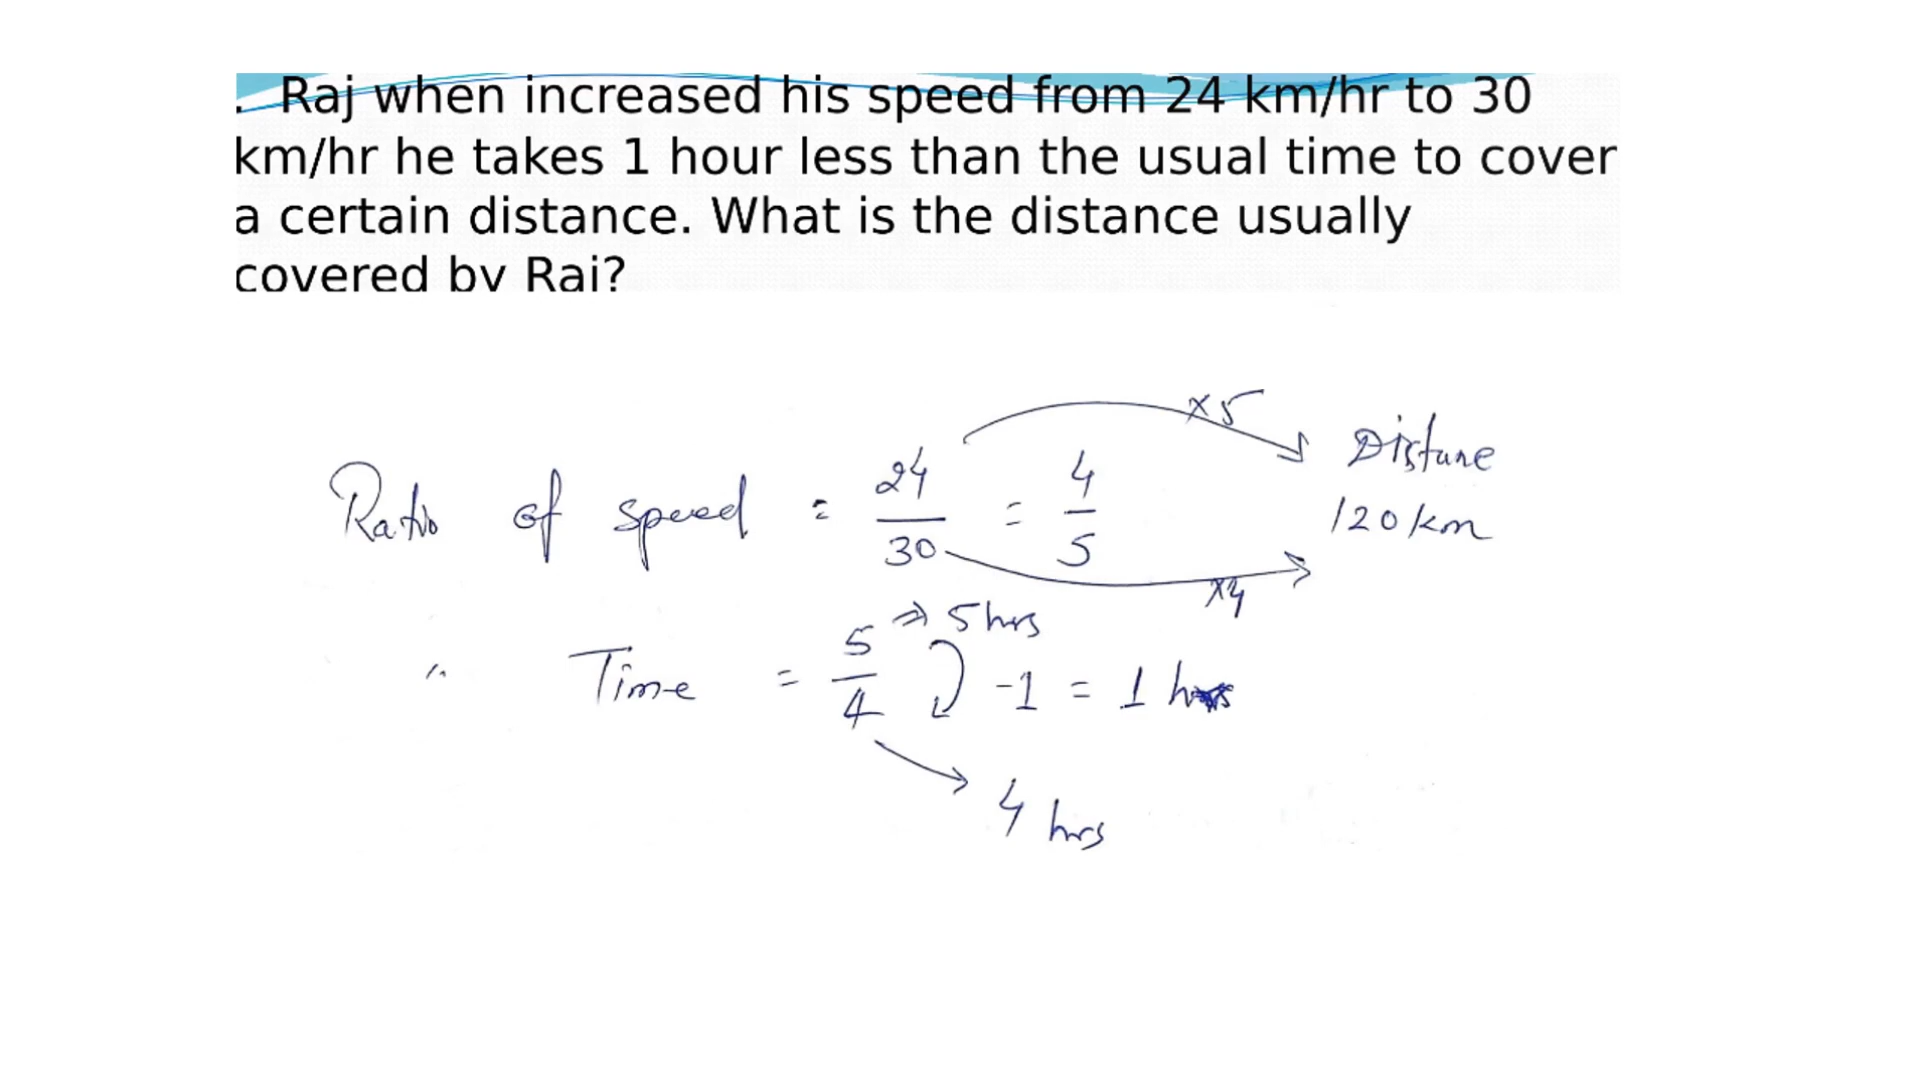 . Raj when increased his speed from 24 km/hr to 30
km/hr he takes 1 hour less than the usual time to cover
a certain distance. What is the distance usually
covered by Raj?
×5
Ratio of speed = 24/30 = 4/5
Distane
120 km
×4
⇒ 5 hrs
" Time = 5/4 -1 = 1 hrs
4 hrs